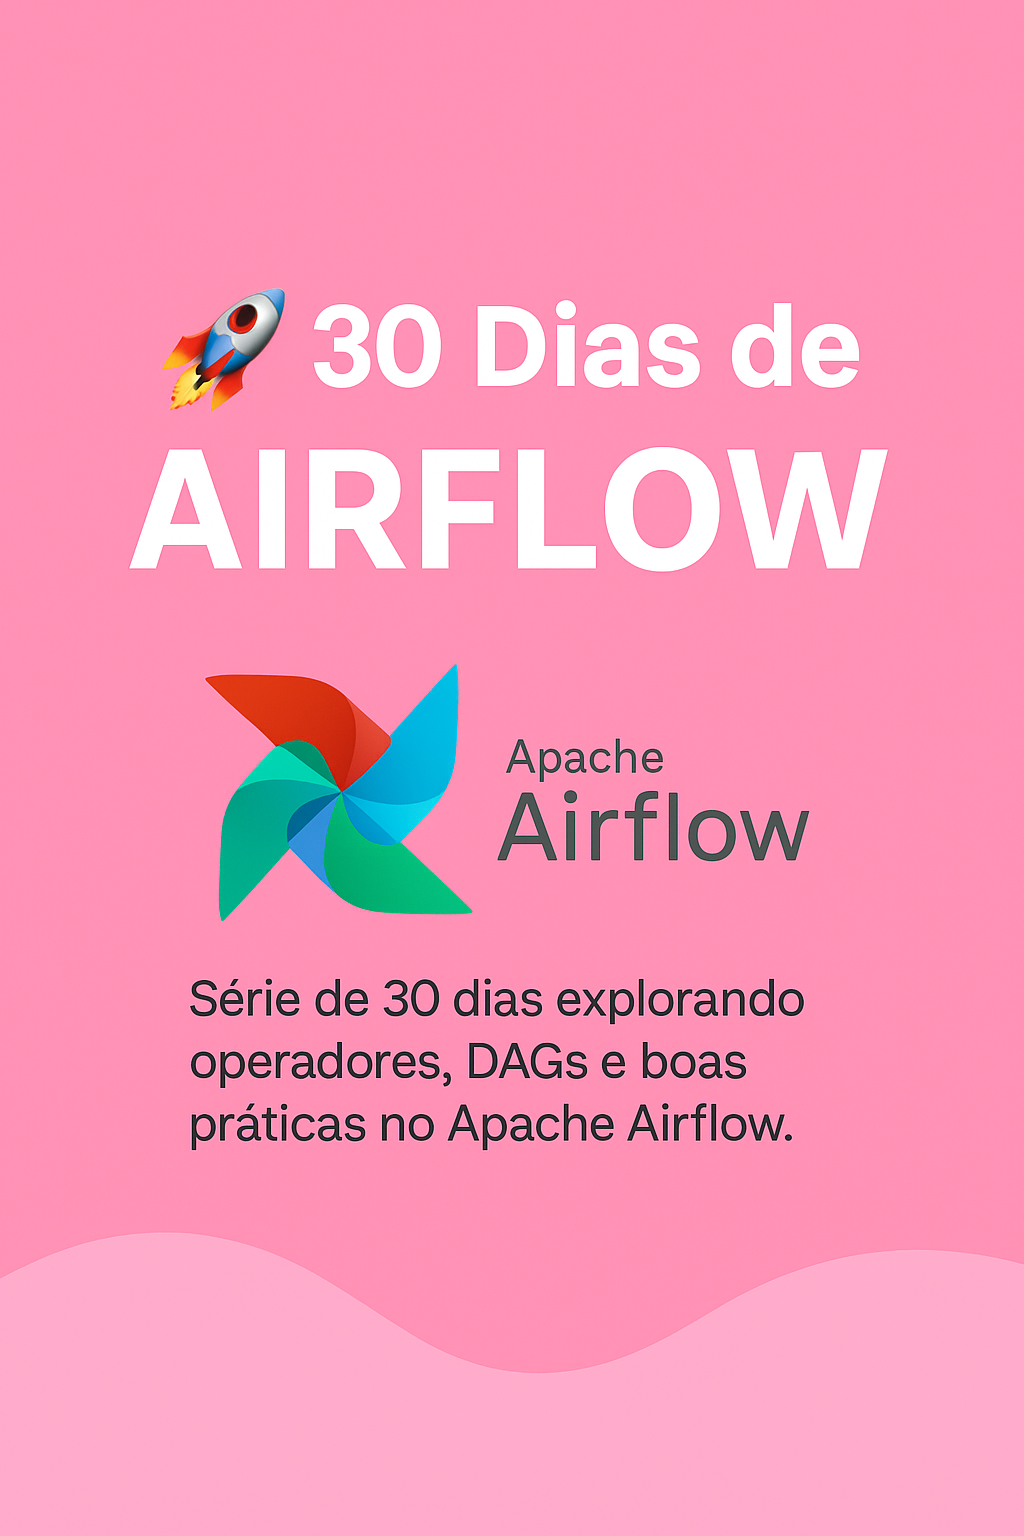 🚀 30 Dias de
AIRFLOW
Apache
Airflow
Série de 30 dias explorando
operadores, DAGs e boas
práticas no Apache Airflow.